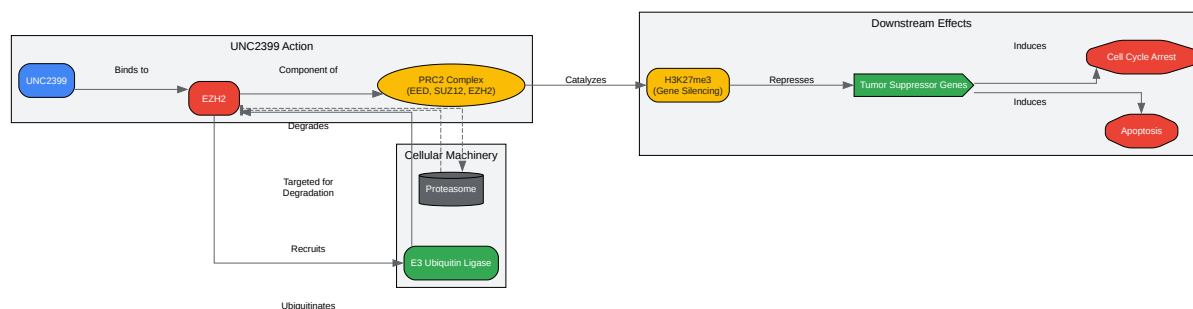 Downstream Effects
UNC2399 Action
Induces
Cell Cycle Arrest
UNC2399
Binds to
EZH2
Component of
PRC2 Complex
(EED, SUZ12, EZH2)
Catalyzes
H3K27me3
(Gene Silencing)
Represses
Tumor Suppressor Genes
Induces
Apoptosis
Degrades
Cellular Machinery
Targeted for
Degradation
Proteasome
Recruits
E3 Ubiquitin Ligase
Ubiquitinates